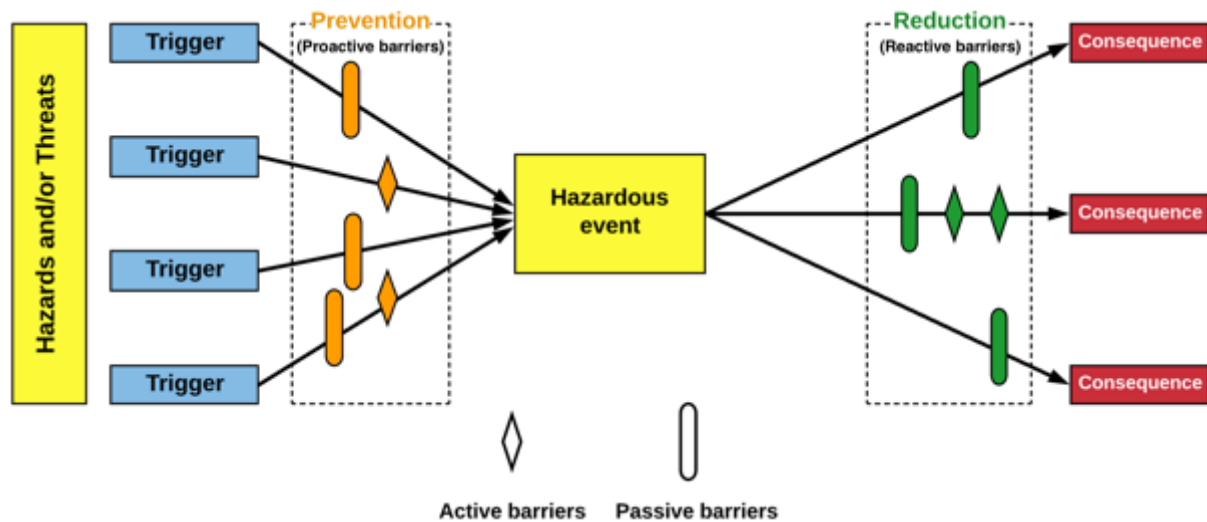 Hazards and/or Threats
Trigger
Trigger
Trigger
Trigger
Prevention
(Proactive barriers)
Hazardous
event
Reduction
(Reactive barriers)
Consequence
Consequence
Consequence
Active barriers
Passive barriers